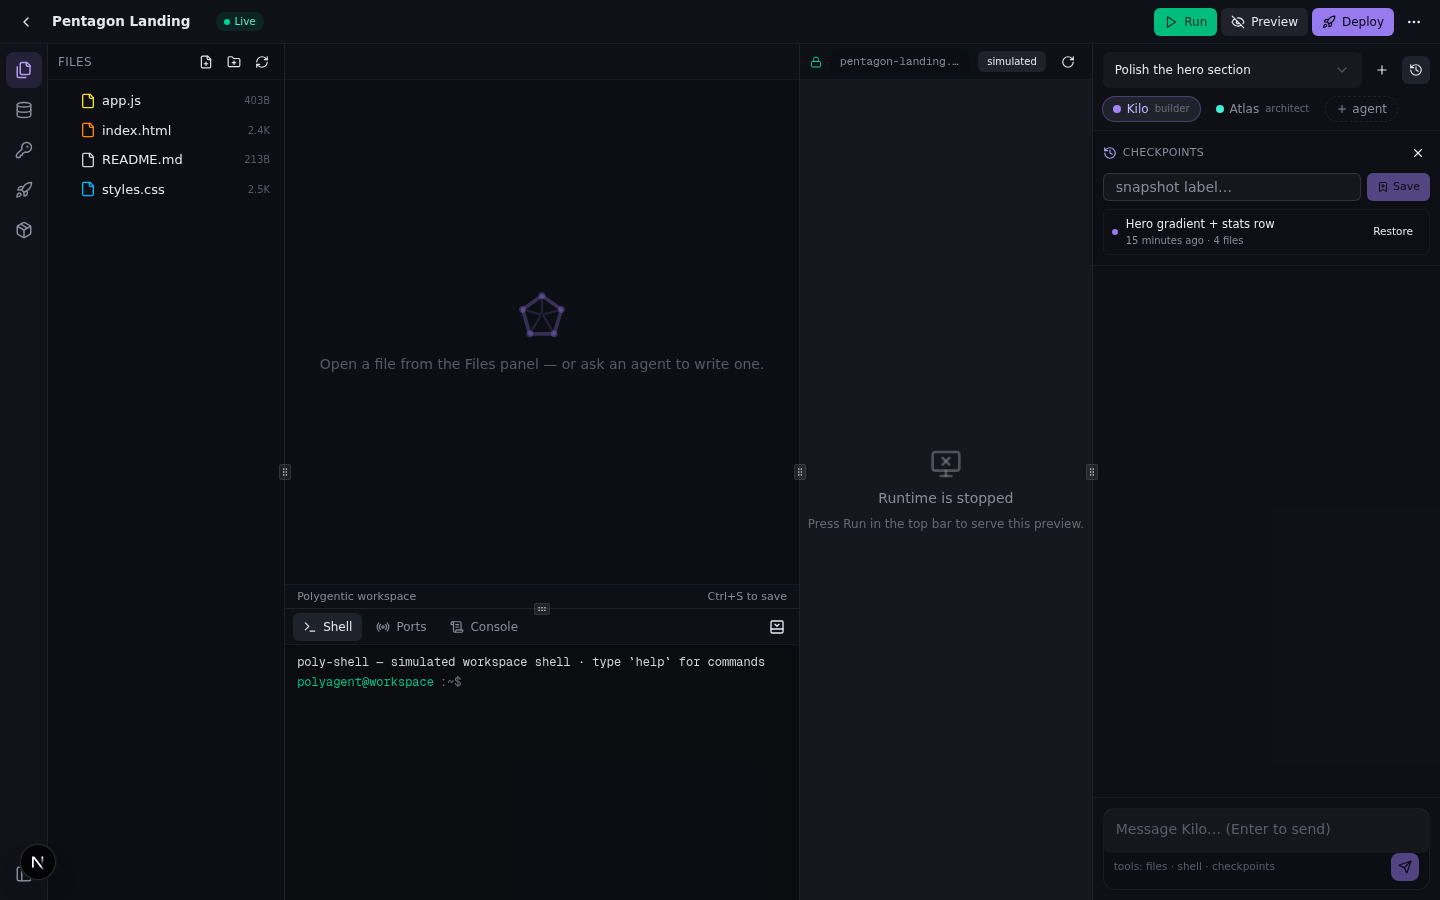 Pentagon Landing
Live
Run
Preview
Deploy
FILES
app.js 403B
index.html 2.4K
README.md 213B
styles.css 2.5K
Open a file from the Files panel — or ask an agent to write one.
Polygentic workspace
Ctrl+S to save
Shell
Ports
Console
poly-shell — simulated workspace shell · type `help` for commands
polyagent@workspace :~$
pentagon-landing.…
simulated
Runtime is stopped
Press Run in the top bar to serve this preview.
Polish the hero section
Kilo builder
Atlas architect
+ agent
CHECKPOINTS
snapshot label…
Save
Hero gradient + stats row
15 minutes ago · 4 files
Restore
Message Kilo… (Enter to send)
tools: files · shell · checkpoints
N